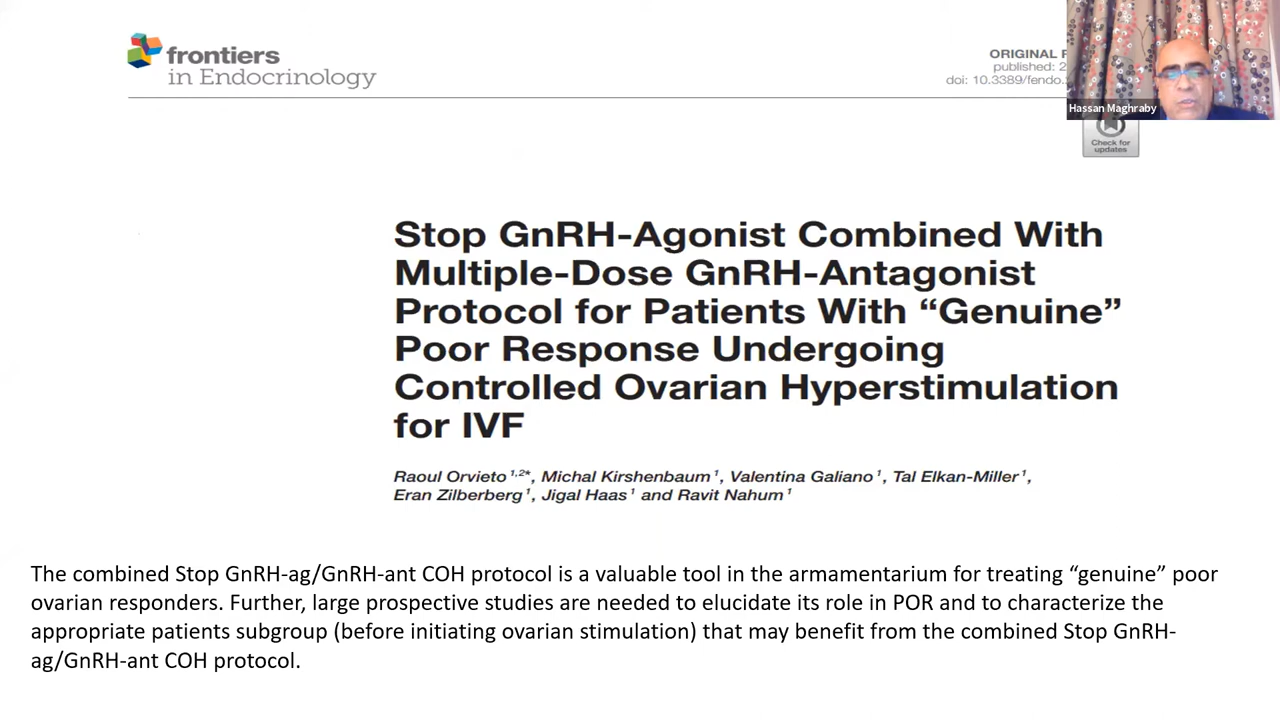 frontiers
in Endocrinology
ORIGINAL
published: 2
doi: 10.3389/fendo.
Hassan Maghraby
Check for
updates
Stop GnRH-Agonist Combined With
Multiple-Dose GnRH-Antagonist
Protocol for Patients With “Genuine”
Poor Response Undergoing
Controlled Ovarian Hyperstimulation
for IVF
Raoul Orvieto 1,2*, Michal Kirshenbaum 1, Valentina Galiano 1, Tal Elkan-Miller 1,
Eran Zilberberg 1, Jigal Haas 1 and Ravit Nahum 1
The combined Stop GnRH-ag/GnRH-ant COH protocol is a valuable tool in the armamentarium for treating “genuine” poor
ovarian responders. Further, large prospective studies are needed to elucidate its role in POR and to characterize the
appropriate patients subgroup (before initiating ovarian stimulation) that may benefit from the combined Stop GnRH-
ag/GnRH-ant COH protocol.